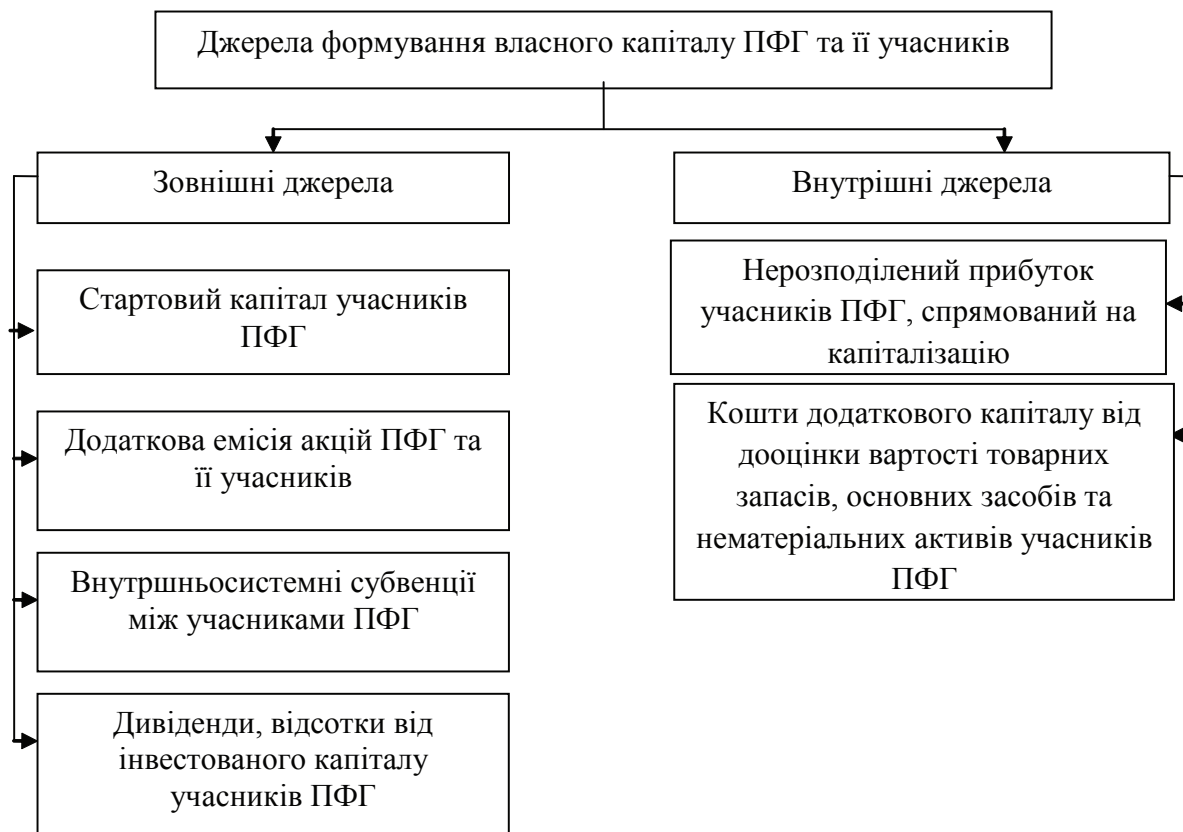 Джерела формування власного капіталу ПФГ та її учасників
Зовнішні джерела
Стартовий капітал учасників
ПФГ
Додаткова емісія акцій ПФГ та
її учасників
Внутршньосистемні субвенції
між учасниками ПФГ
Дивіденди, відсотки від
інвестованого капіталу
учасників ПФГ
Внутрішні джерела
Нерозподілений прибуток
учасників ПФГ, спрямований на
капіталізацію
Кошти додаткового капіталу від
дооцінки вартості товарних
запасів, основних засобів та
нематеріальних активів учасників
ПФГ